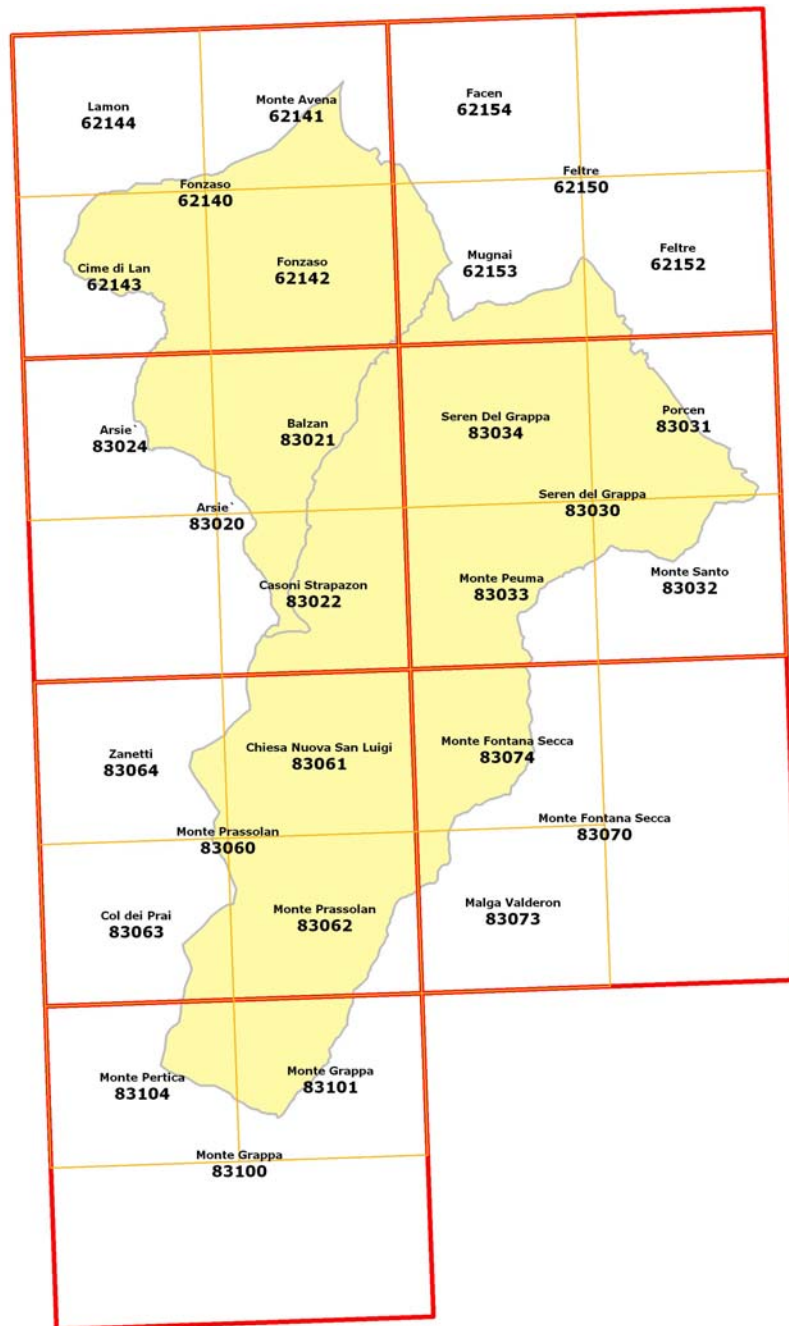 Lamon
62144
Monte Avena
62141
Facen
62154
Fonzaso
62140
Feltre
62150
Cime di Lan
62143
Fonzaso
62142
Mugnai
62153
Feltre
62152
Arsie`
83024
Balzan
83021
Seren Del Grappa
83034
Porcen
83031
Arsie`
83020
Seren del Grappa
83030
Casoni Strapazon
83022
Monte Peuma
83033
Monte Santo
83032
Zanetti
83064
Chiesa Nuova San Luigi
83061
Monte Fontana Secca
83074
Monte Prassolan
83060
Monte Fontana Secca
83070
Col dei Prai
83063
Monte Prassolan
83062
Malga Valderon
83073
Monte Pertica
83104
Monte Grappa
83101
Monte Grappa
83100